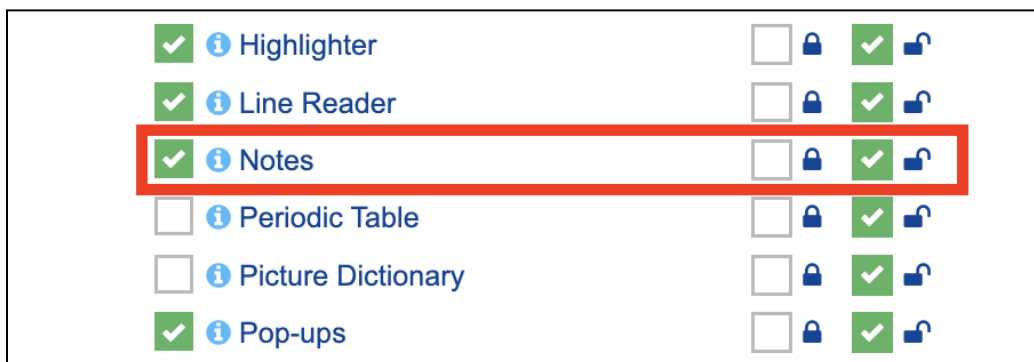 Highlighter
Line Reader
Notes
Periodic Table
Picture Dictionary
Pop-ups